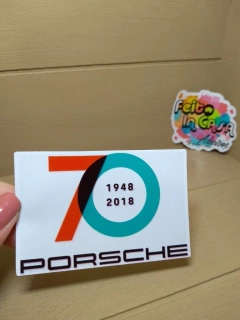 70
1948
2018
PORSCHE
Feito
in Casa